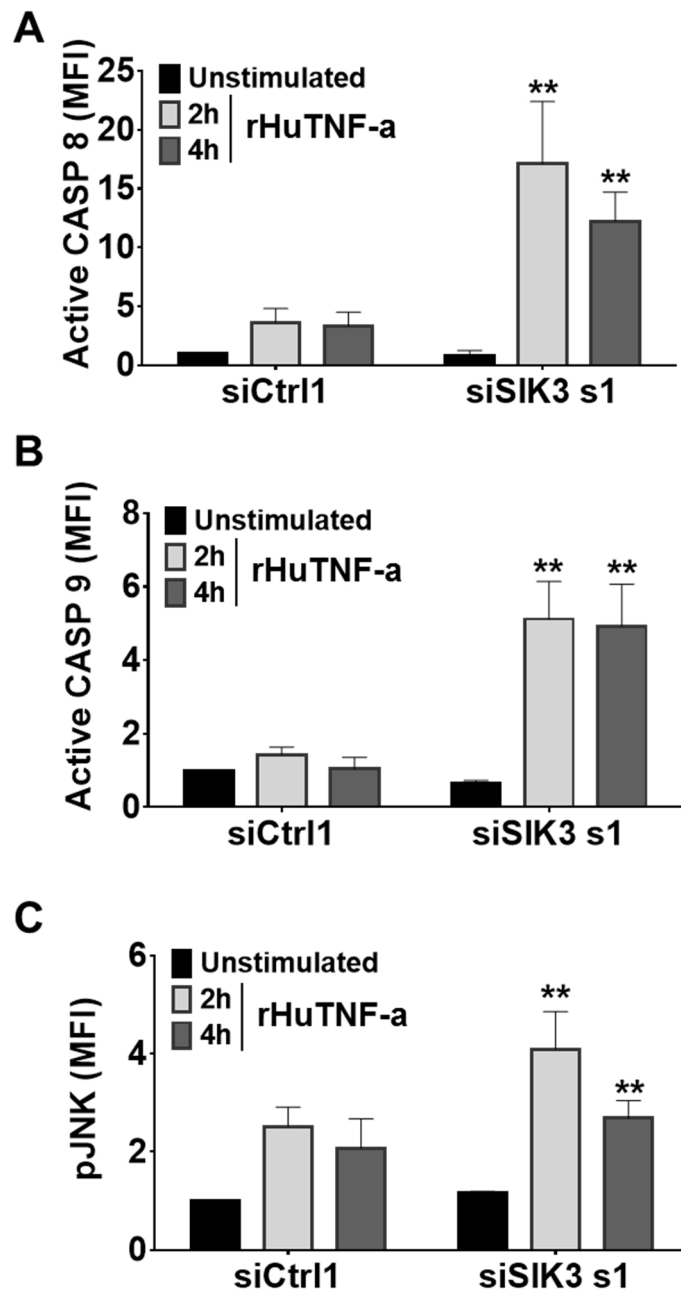 A
Active CASP 8 (MFI)
25
20
15
10
5
0
Unstimulated
2h
4h
rHuTNF-a
**
**
siCtrl1
siSIK3 s1
B
Active CASP 9 (MFI)
8
6
4
2
0
Unstimulated
2h
4h
rHuTNF-a
**
**
siCtrl1
siSIK3 s1
C
pJNK (MFI)
6
4
2
0
Unstimulated
2h
4h
rHuTNF-a
**
**
siCtrl1
siSIK3 s1